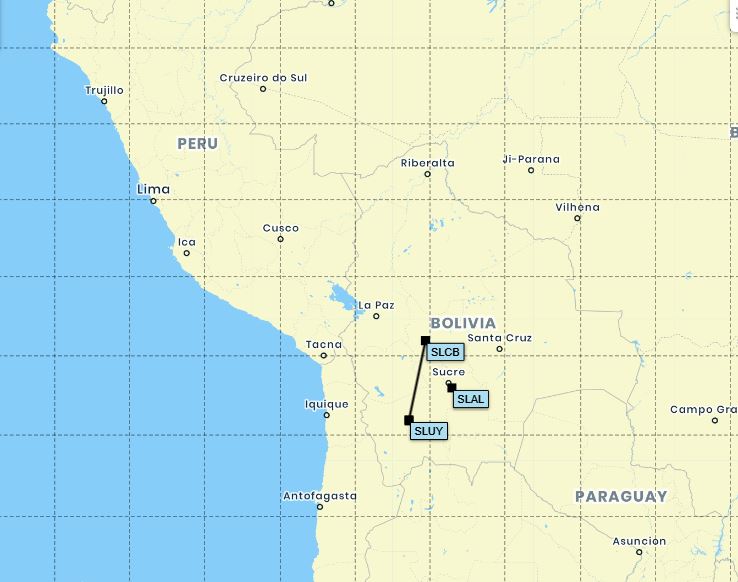 Cruzeiro do Sul
Trujillo
PERU
Riberalta
Ji-Parana
Lima
Vilhena
Cusco
Ica
La Paz
BOLIVIA
Santa Cruz
Tacna
SLCB
Sucre
SLAL
Iquique
Campo Gra
SLUY
Antofagasta
PARAGUAY
Asunción
B